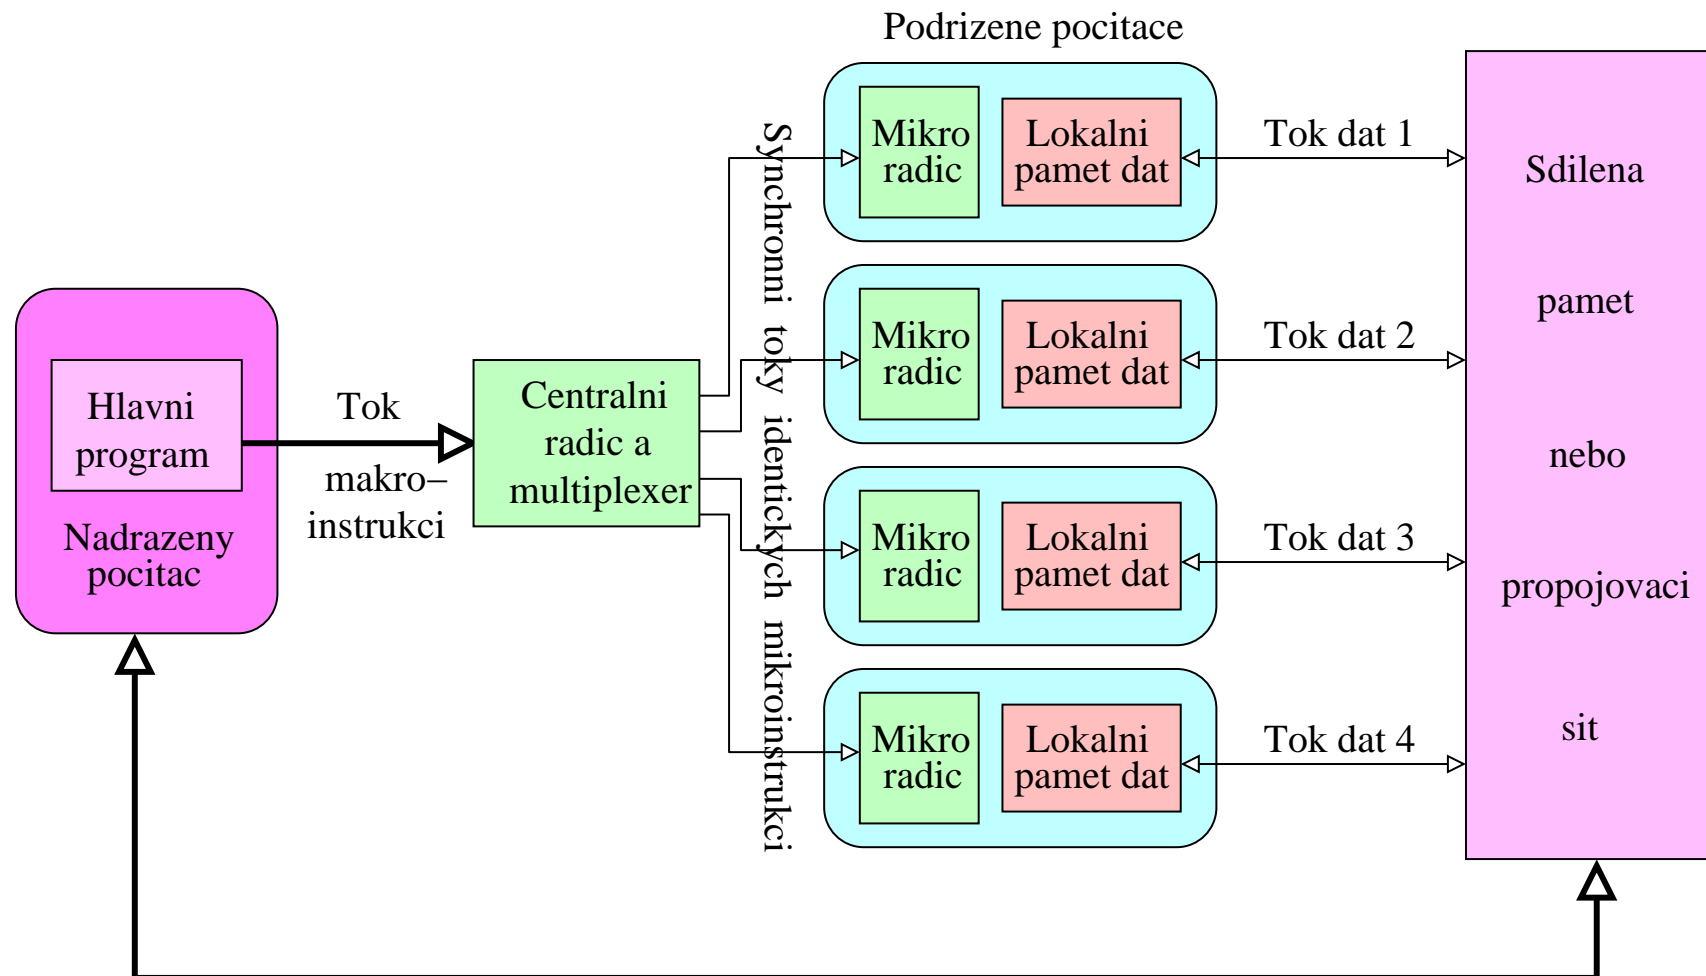 Podrizene pocitace
Hlavni
program
Nadrazeny
pocitac
Tok
makro–
instrukci
Centralni
radic a
multiplexer
Synchronni toky identickych mikroinstrukci
Mikro
radic
Lokalni
pamet dat
Tok dat 1
Mikro
radic
Lokalni
pamet dat
Tok dat 2
Mikro
radic
Lokalni
pamet dat
Tok dat 3
Mikro
radic
Lokalni
pamet dat
Tok dat 4
Sdilena
pamet
nebo
propojovaci
sit